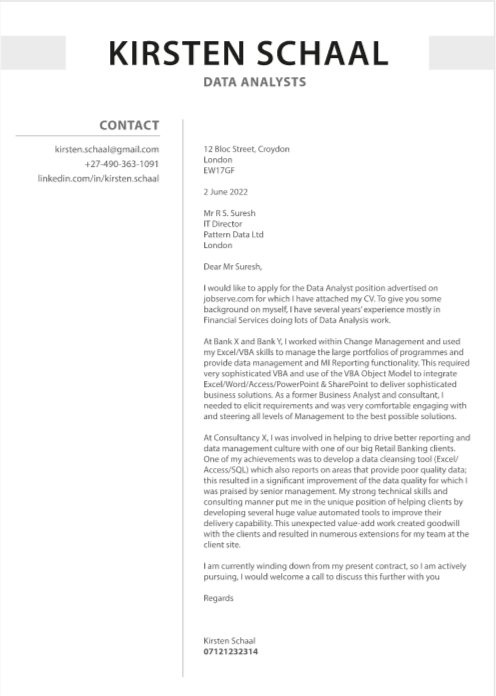 KIRSTEN SCHAAL
DATA ANALYSTS
CONTACT
kirsten.schaal@gmail.com
+27-490-363-1091
linkedin.com/in/kirsten.schaal
12 Bloc Street, Croydon
London
EW17GF
2 June 2022
Mr R S. Suresh
IT Director
Pattern Data Ltd
London
Dear Mr Suresh,
I would like to apply for the Data Analyst position advertised on
jobserve.com for which I have attached my CV. To give you some
background on myself, I have several years' experience mostly in
Financial Services doing lots of Data Analysis work.
At Bank X and Bank Y, I worked within Change Management and used
my Excel/VBA skills to manage the large portfolios of programmes and
provide data management and MI Reporting functionality. This required
very sophisticated VBA and use of the VBA Object Model to integrate
Excel/Word/Access/PowerPoint & SharePoint to deliver sophisticated
business solutions. As a former Business Analyst and consultant, I
needed to elicit requirements and was very comfortable engaging with
and steering all levels of Management to the best possible solutions.
At Consultancy X, I was involved in helping to drive better reporting and
data management culture with one of our big Retail Banking clients.
One of my achievements was to develop a data cleansing tool (Excel/
Access/SQL) which also reports on areas that provide poor quality data;
this resulted in a significant improvement of the data quality for which I
was praised by senior management. My strong technical skills and
consulting manner put me in the unique position of helping clients by
developing several huge value automated tools to improve their
delivery capability. This unexpected value-add work created goodwill
with the clients and resulted in numerous extensions for my team at the
client site.
I am currently winding down from my present contract, so I am actively
pursuing, I would welcome a call to discuss this further with you
Regards
Kirsten Schaal
07121232314